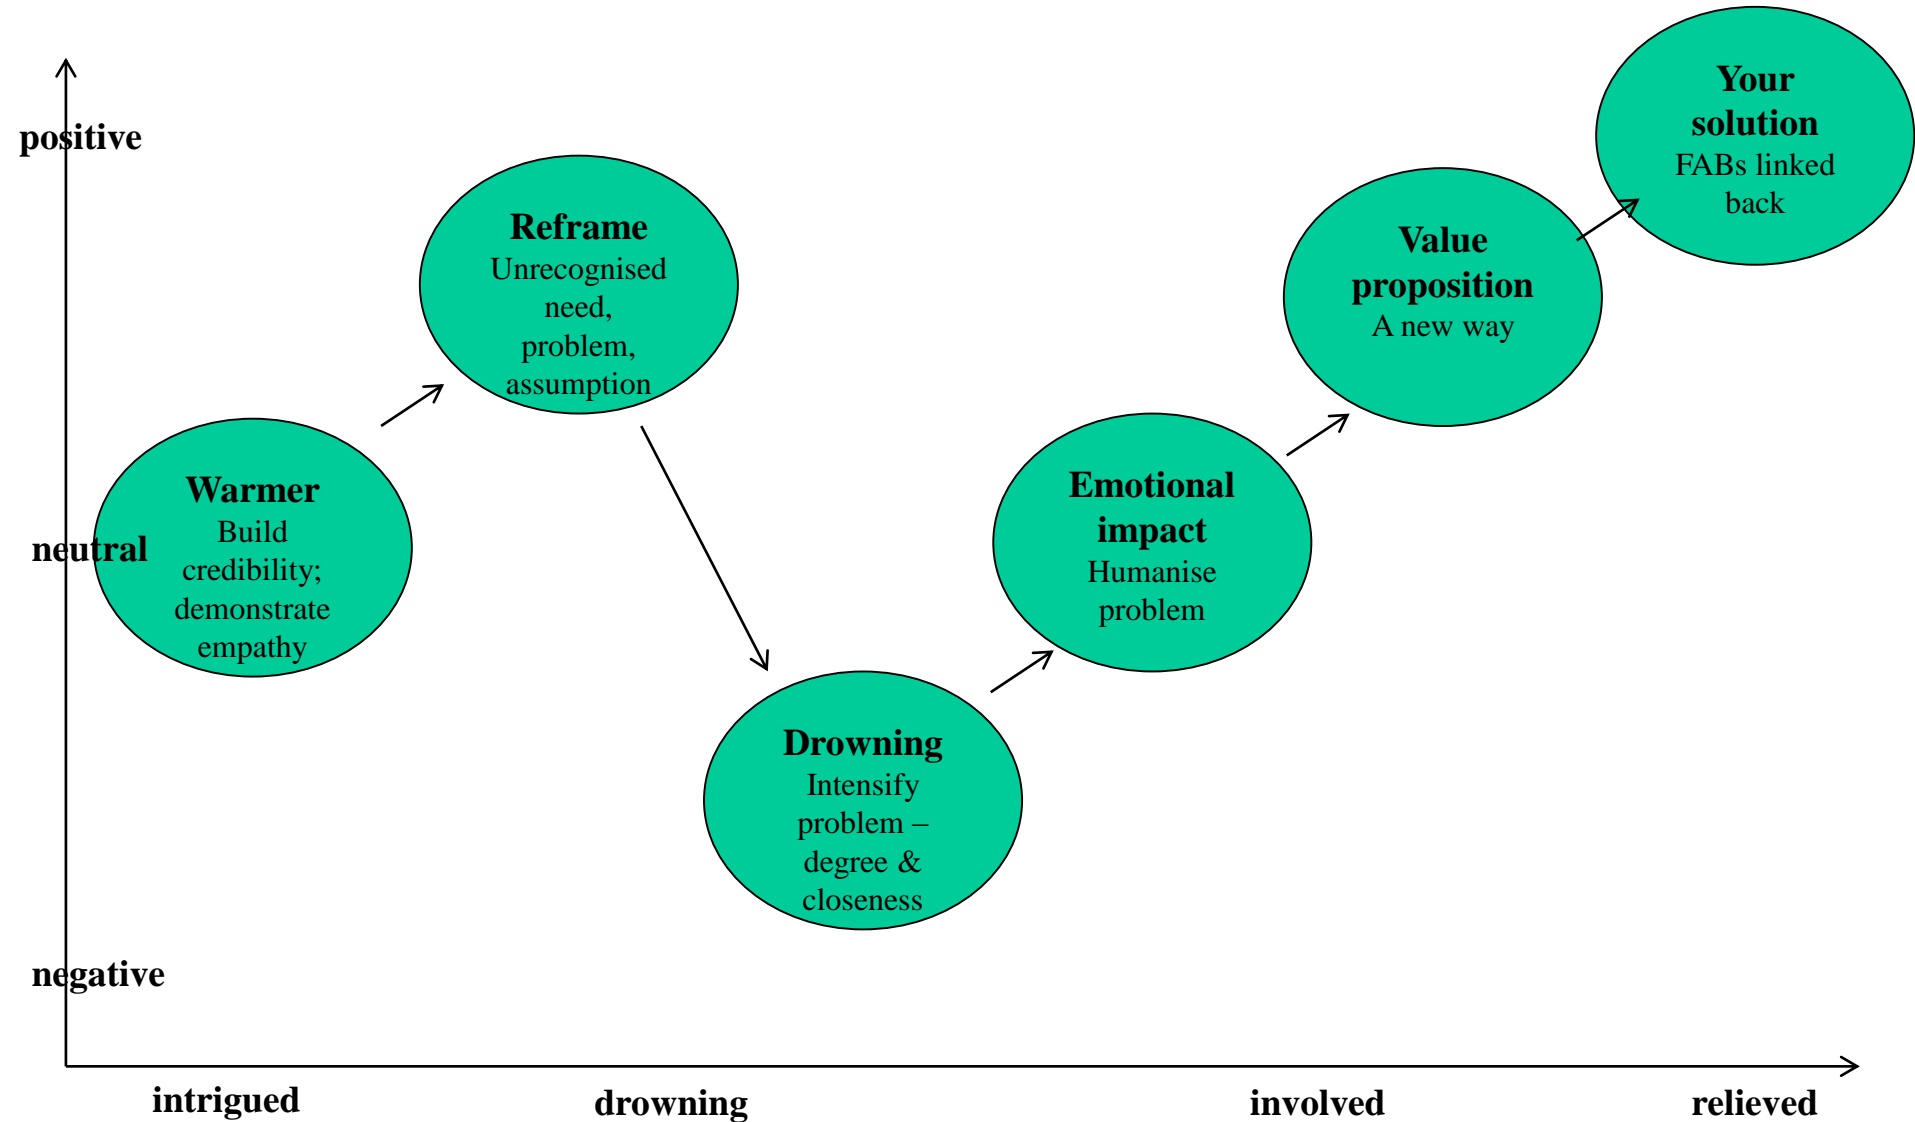 positive
neutral
negative
Warmer
Build
credibility;
demonstrate
empathy
Reframe
Unrecognised
need,
problem,
assumption
Drowning
Intensify
problem –
degree &
closeness
Emotional
impact
Humanise
problem
Value
proposition
A new way
Your
solution
FABs linked
back
intrigued
drowning
involved
relieved